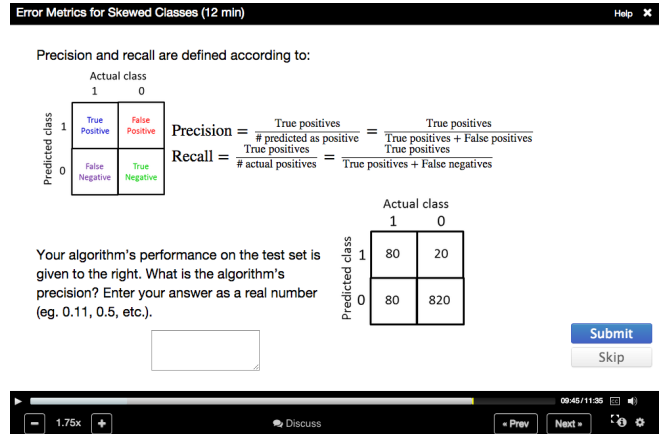 Error Metrics for Skewed Classes (12 min)
Help ×
Precision and recall are defined according to:
Actual class
1 0
Predicted class
1 True Positive False Positive
0 False Negative True Negative
Precision = True positives / # predicted as positive = True positives / True positives + False positives
Recall = True positives / # actual positives = True positives / True positives + False negatives
Actual class
1 0
Predicted class
1 80 20
0 80 820
Your algorithm's performance on the test set is
given to the right. What is the algorithm's
precision? Enter your answer as a real number
(eg. 0.11, 0.5, etc.).
Submit
Skip
09:45/11:35 CC
− 1.75x +
Discuss
« Prev
Next »